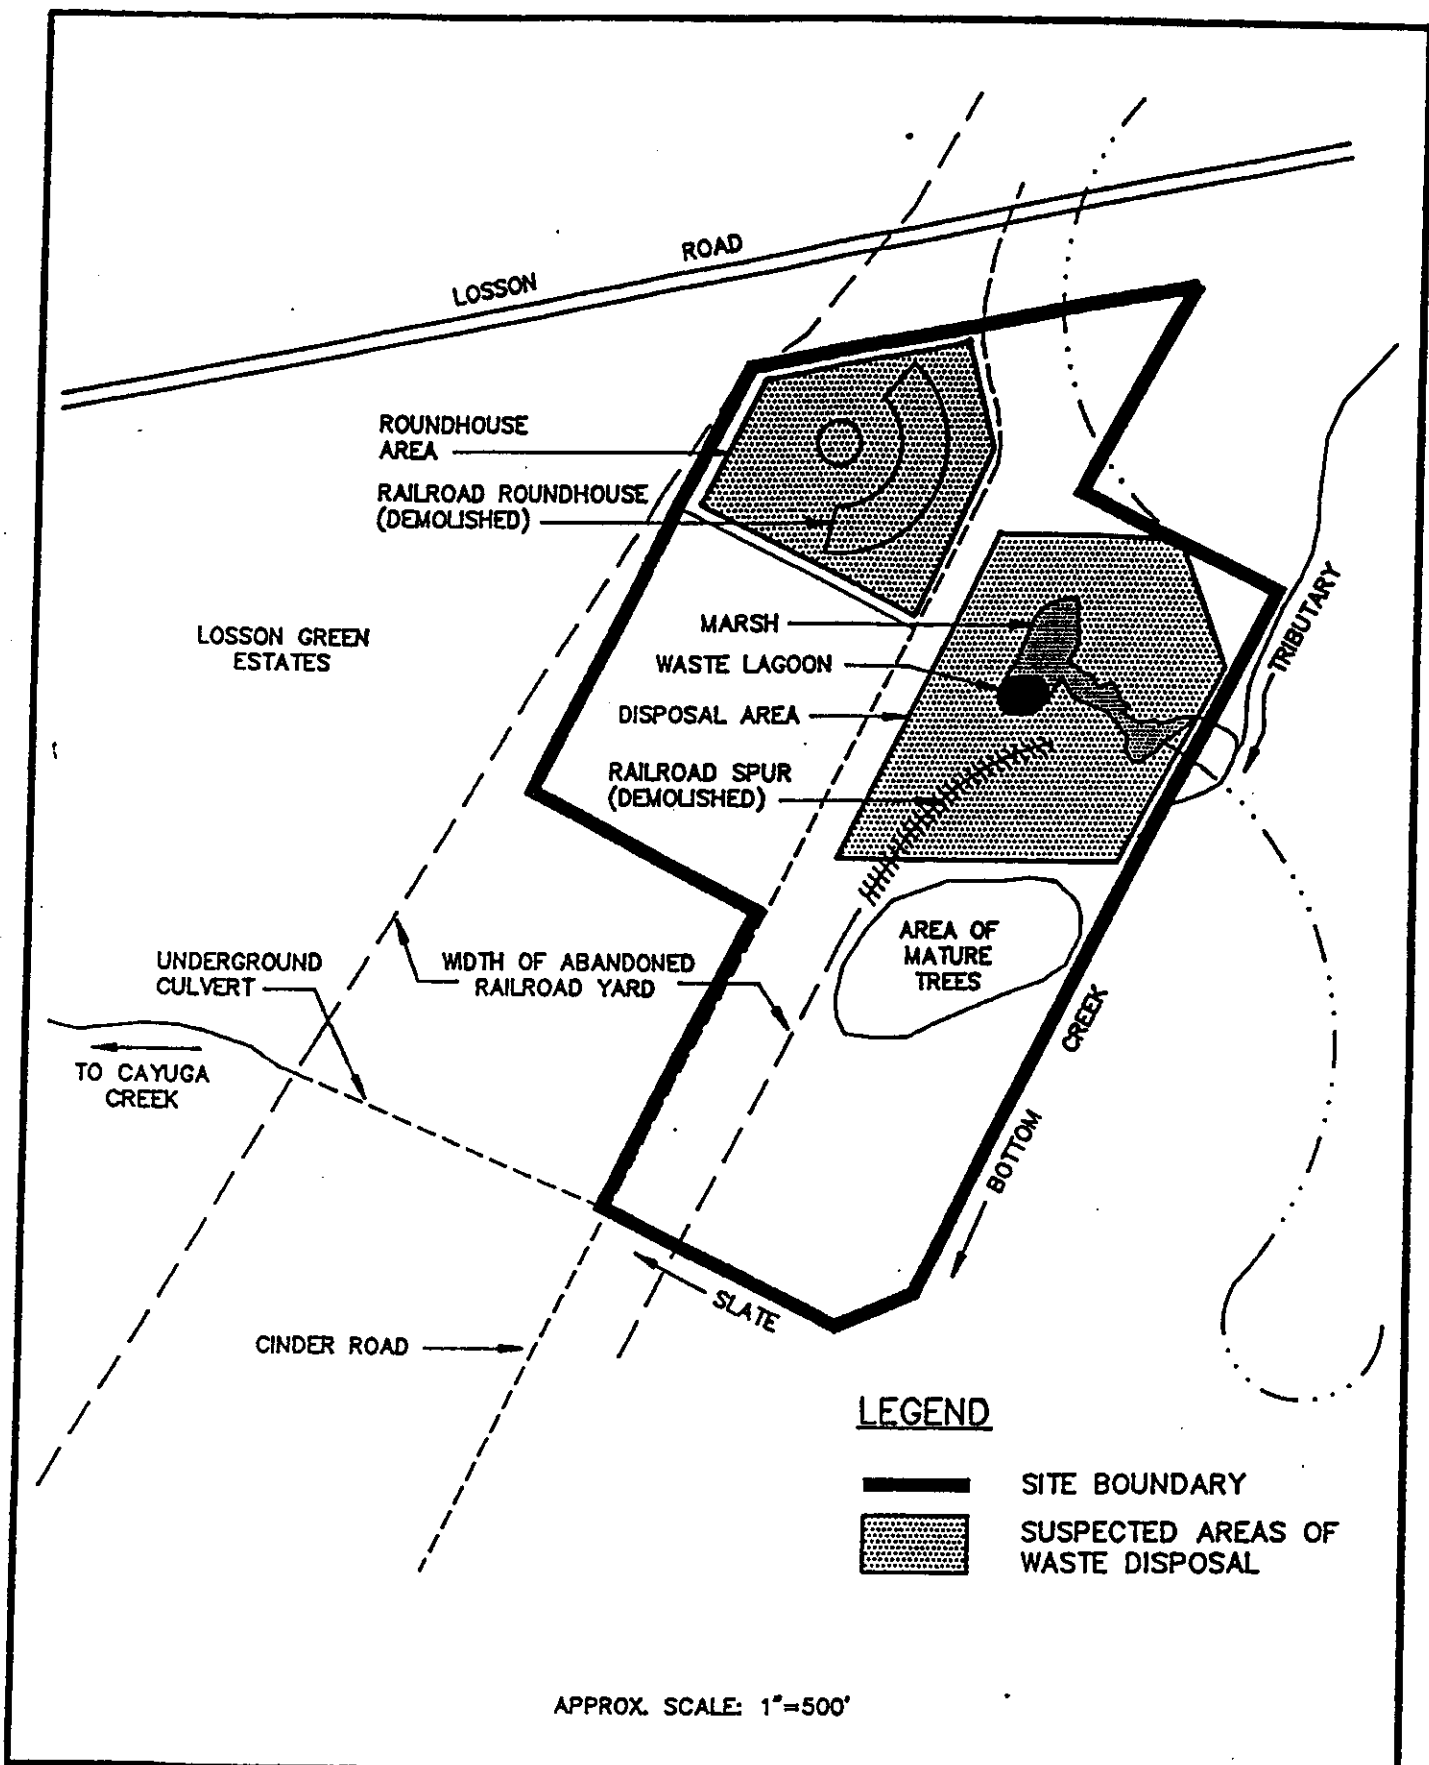 LOSSON ROAD
ROUNDHOUSE
AREA
RAILROAD ROUNDHOUSE
(DEMOLISHED)
LOSSON GREEN
ESTATES
MARSH
WASTE LAGOON
DISPOSAL AREA
RAILROAD SPUR
(DEMOLISHED)
TRIBUTARY
AREA OF
MATURE
TREES
UNDERGROUND
CULVERT
WIDTH OF ABANDONED
RAILROAD YARD
TO CAYUGA
CREEK
SLATE BOTTOM CREEK
CINDER ROAD
LEGEND
SITE BOUNDARY
SUSPECTED AREAS OF
WASTE DISPOSAL
APPROX. SCALE: 1"=500'